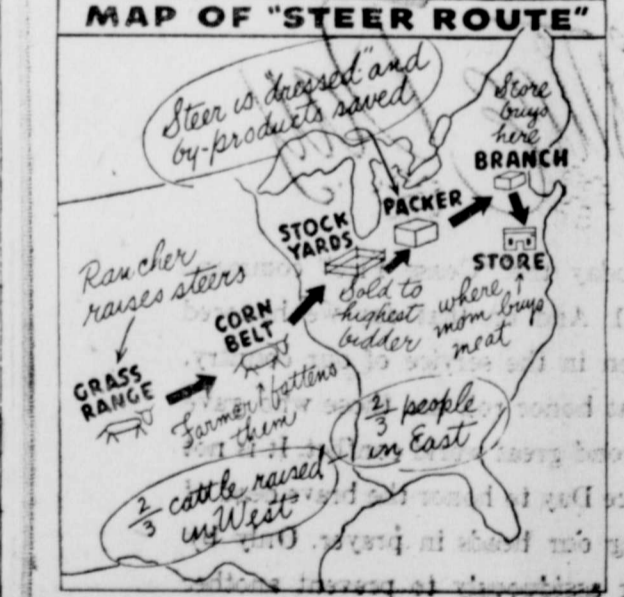 MAP OF "STEER ROUTE"
Steer is "dressed" and
by-products saved
Store
buys
here
BRANCH
PACKER
STOCK
YARDS
STORE
Rancher
raises steers
Sold to
highest
bidder
where
mom buys
meat
CORN
BELT
GRASS
RANGE
Farmer fattens
them
2/3 people
in East
2/3 cattle raised
in West